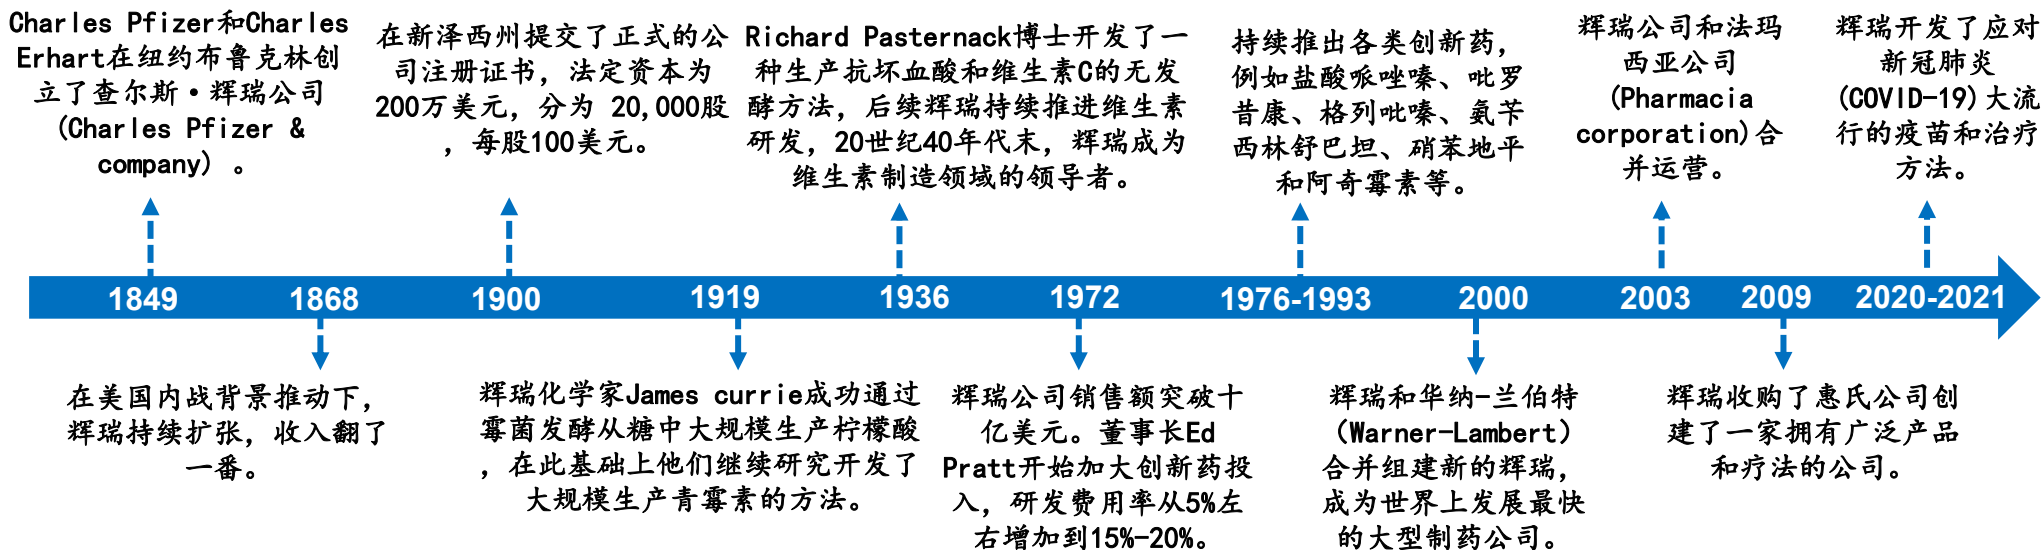 Charles Pfizer和Charles
Erhart在纽约布鲁克林创
立了查尔斯·辉瑞公司
(Charles Pfizer &
company) 。
在新泽西州提交了正式的公
司注册证书，法定资本为
200万美元，分为 20,000股
，每股100美元。
Richard Pasternack博士开发了一
种生产抗坏血酸和维生素C的无发
酵方法，后续辉瑞持续推进维生素
研发，20世纪40年代末，辉瑞成为
维生素制造领域的领导者。
持续推出各类创新药，
例如盐酸哌唑嗪、吡罗
昔康、格列吡嗪、氨苄
西林舒巴坦、硝苯地平
和阿奇霉素等。
辉瑞公司和法玛
西亚公司
(Pharmacia
corporation)合
并运营。
辉瑞开发了应对
新冠肺炎
(COVID-19)大流
行的疫苗和治疗
方法。
1849 1868 1900 1919 1936 1972 1976-1993 2000 2003 2009 2020-2021
在美国内战背景推动下，
辉瑞持续扩张，收入翻了
一番。
辉瑞化学家James currie成功通过
霉菌发酵从糖中大规模生产柠檬酸
，在此基础上他们继续研究开发了
大规模生产青霉素的方法。
辉瑞公司销售额突破十
亿美元。董事长Ed
Pratt开始加大创新药投
入，研发费用率从5%左
右增加到15%-20%。
辉瑞和华纳-兰伯特
（Warner-Lambert）
合并组建新的辉瑞，
成为世界上发展最快
的大型制药公司。
辉瑞收购了惠氏公司创
建了一家拥有广泛产品
和疗法的公司。